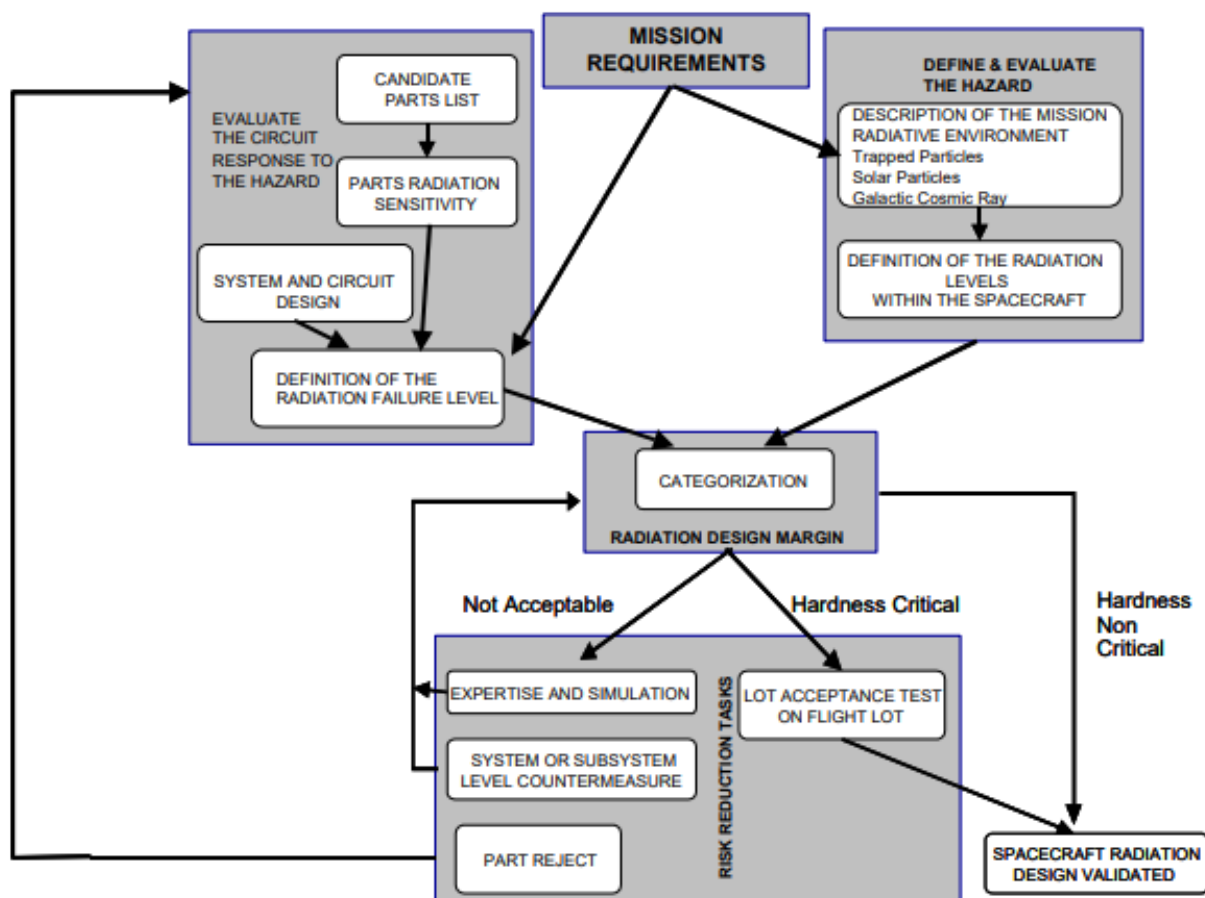 MISSION
REQUIREMENTS
EVALUATE
THE CIRCUIT
RESPONSE TO
THE HAZARD
CANDIDATE
PARTS LIST
PARTS RADIATION
SENSITIVITY
SYSTEM AND CIRCUIT
DESIGN
DEFINITION OF THE
RADIATION FAILURE LEVEL
DEFINE & EVALUATE
THE HAZARD
DESCRIPTION OF THE MISSION
RADIATIVE ENVIRONMENT
Trapped Particles
Solar Particles
Galactic Cosmic Ray
DEFINITION OF THE RADIATION
LEVELS
WITHIN THE SPACECRAFT
CATEGORIZATION
RADIATION DESIGN MARGIN
Not Acceptable
Hardness Critical
Hardness
Non
Critical
EXPERTISE AND SIMULATION
SYSTEM OR SUBSYSTEM
LEVEL COUNTERMEASURE
PART REJECT
RISK REDUCTION TASKS
LOT ACCEPTANCE TEST
ON FLIGHT LOT
SPACECRAFT RADIATION
DESIGN VALIDATED